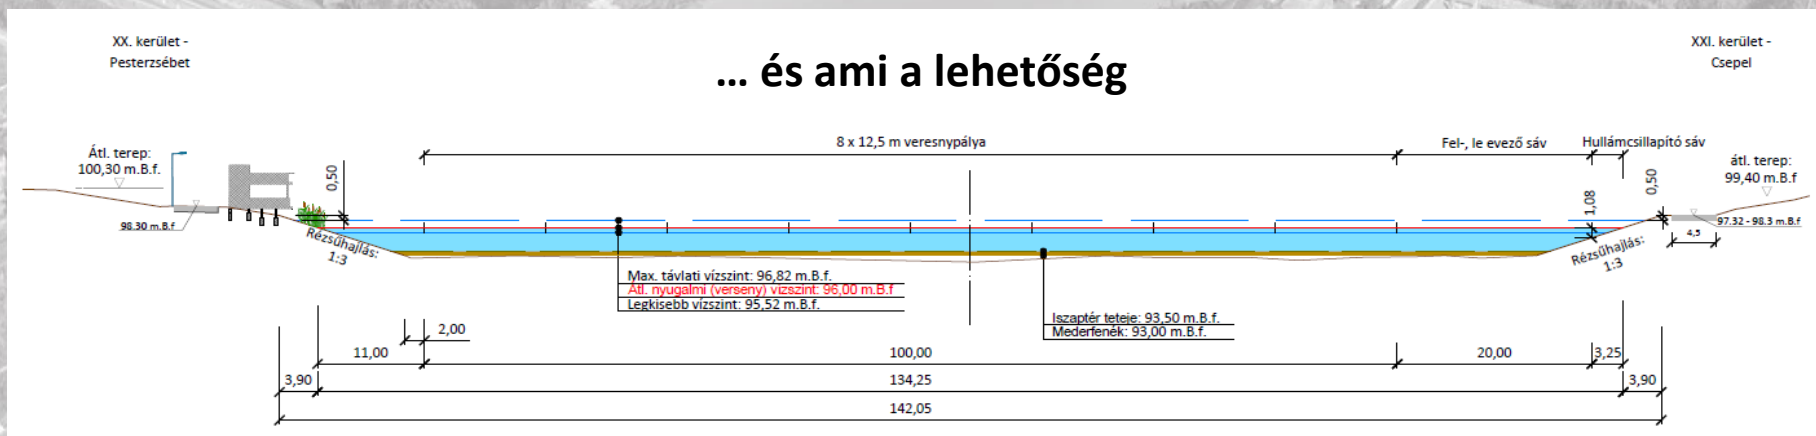 XX. kerület -
Pesterzsébet
… és ami a lehetőség
XXI. kerület -
Csepel
8 x 12,5 m veresnypálya
Fel-, le evező sáv
Hullámcsillapító sáv
Átl. terep:
100,30 m.B.f.
0,50
98.30 m.B.f
átl. terep:
99,40 m.B.f
0,50
1,08
97.32 - 98.3 m.B.f
4,5
Rézsűhajlás:
1:3
Rézsűhajlás:
1:3
Max. távlati vízszint: 96,82 m.B.f.
Átl. nyugalmi (verseny) vízszint: 96,00 m.B.f
Legkisebb vízszint: 95,52 m.B.f.
Iszaptér teteje: 93,50 m.B.f.
Mederfenék: 93,00 m.B.f.
2,00
11,00
100,00
20,00
3,25
3,90
134,25
3,90
142,05